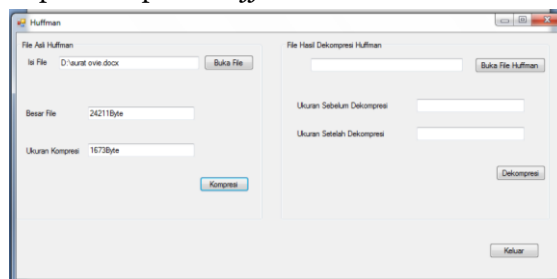 Huffman
File Asli Huffman
Isi File D:\surat ovie.docx Buka File
Besar File 24211Byte
Ukuran Kompresi 1673Byte
Kompresi
File Hasil Dekompresi Huffman
Buka File Huffman
Ukuran Sebelum Dekompresi
Ukuran Setelah Dekompresi
Dekompresi
Keluar